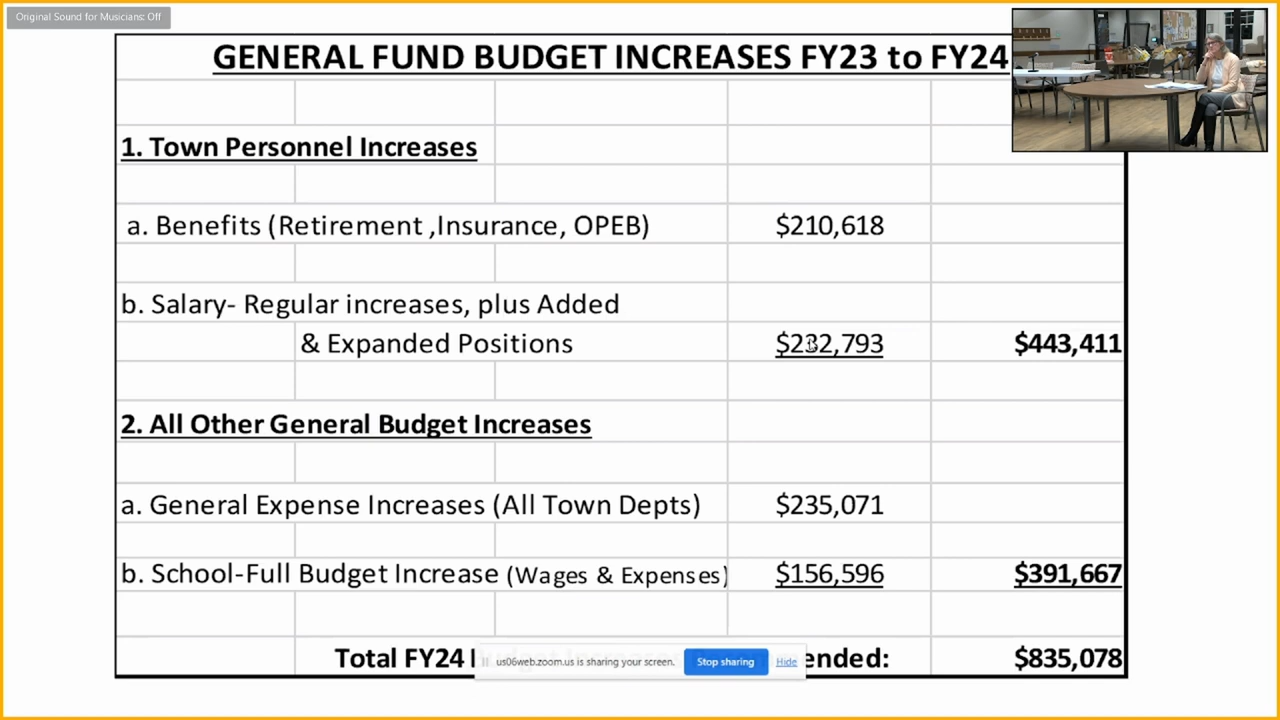 Original Sound for Musicians: Off
GENERAL FUND BUDGET INCREASES FY23 to FY24
1. Town Personnel Increases
a. Benefits (Retirement ,Insurance, OPEB) $210,618
b. Salary- Regular increases, plus Added
& Expanded Positions $232,793 $443,411
2. All Other General Budget Increases
a. General Expense Increases (All Town Depts) $235,071
b. School-Full Budget Increase (Wages & Expenses) $156,596 $391,667
Total FY24 ended: $835,078
us06web.zoom.us is sharing your screen. Stop sharing Hide